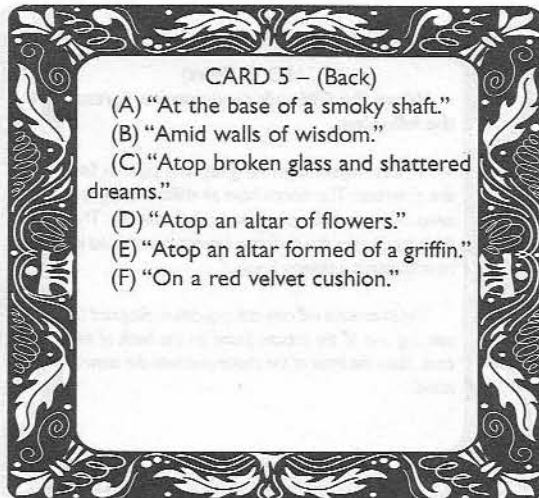 CARD 5 – (Back)
(A) “At the base of a smoky shaft.”
(B) “Amid walls of wisdom.”
(C) “Atop broken glass and shattered
dreams.”
(D) “Atop an altar of flowers.”
(E) “Atop an altar formed of a griffin.”
(F) “On a red velvet cushion.”